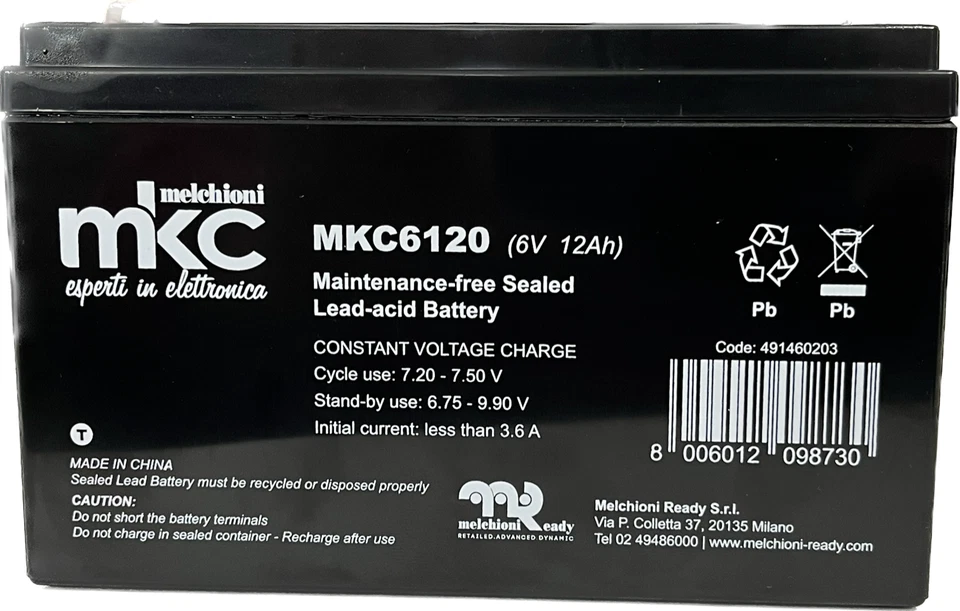 melchioni
mkc
esperti in elettronica
MKC6120 (6V 12Ah)
Maintenance-free Sealed
Lead-acid Battery
CONSTANT VOLTAGE CHARGE
Cycle use: 7.20 - 7.50 V
Stand-by use: 6.75 - 9.90 V
Initial current: less than 3.6 A
Pb Pb
Code: 491460203
8 006012 098730
T
MADE IN CHINA
Sealed Lead Battery must be recycled or disposed properly
CAUTION:
Do not short the battery terminals
Do not charge in sealed container - Recharge after use
melchioni Ready
RETAILED.ADVANCED DYNAMIC
Melchioni Ready S.r.l.
Via P. Colletta 37, 20135 Milano
Tel 02 49486000 | www.melchioni-ready.com